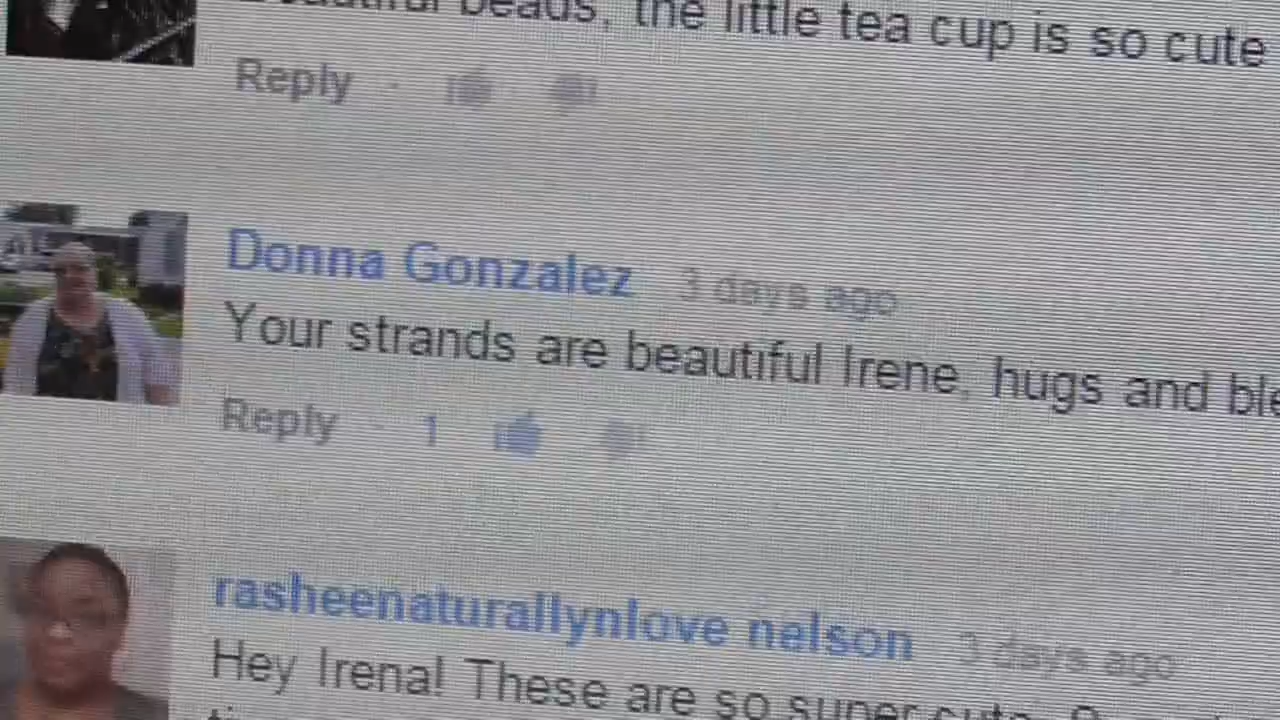 Beautiful beads, the little tea cup is so cute
Reply
Donna Gonzalez 3 days ago
Your strands are beautiful Irene, hugs and ble
Reply 1
rasheenaturallynlove nelson 3 days ago
Hey Irena! These are so super cute.